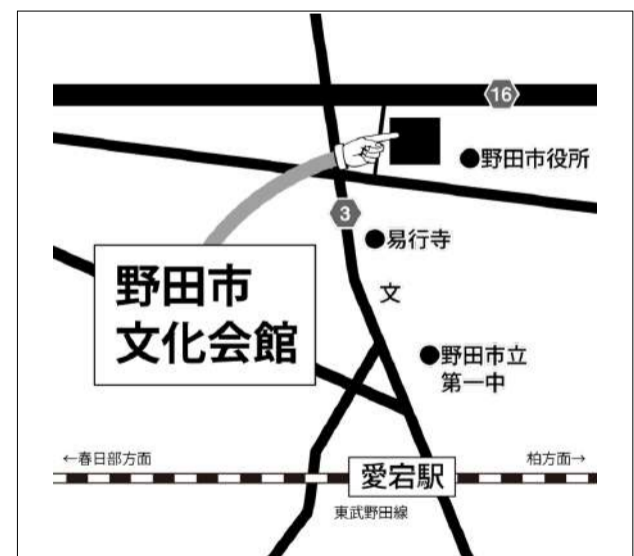 16
野田市役所
3
易行寺
野田市
文化会館
文
野田市立
第一中
←春日部方面
柏方面→
愛宕駅
東武野田線